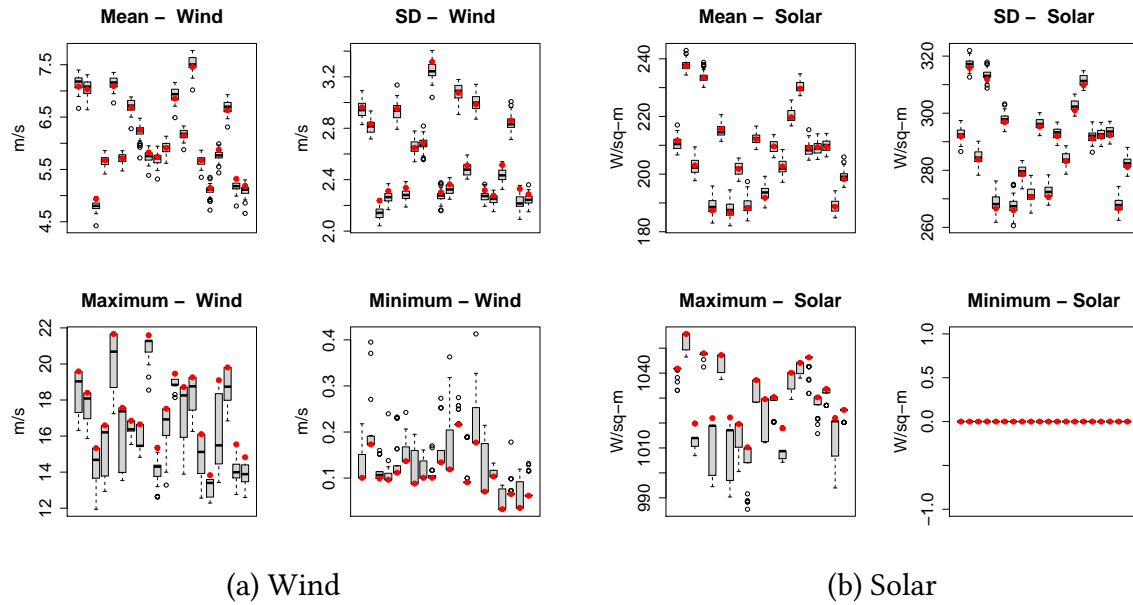 Mean − Wind
m/s
4.5 5.5 6.5 7.5
SD − Wind
m/s
2.0 2.4 2.8 3.2
Mean − Solar
W/sq−m
180 200 220 240
SD − Solar
W/sq−m
260 280 300 320
Maximum − Wind
m/s
12 14 16 18 20 22
Minimum − Wind
m/s
0.1 0.2 0.3 0.4
Maximum − Solar
W/sq−m
990 1010 1040
Minimum − Solar
W/sq−m
−1.0 0.0 0.5 1.0
(a) Wind
(b) Solar